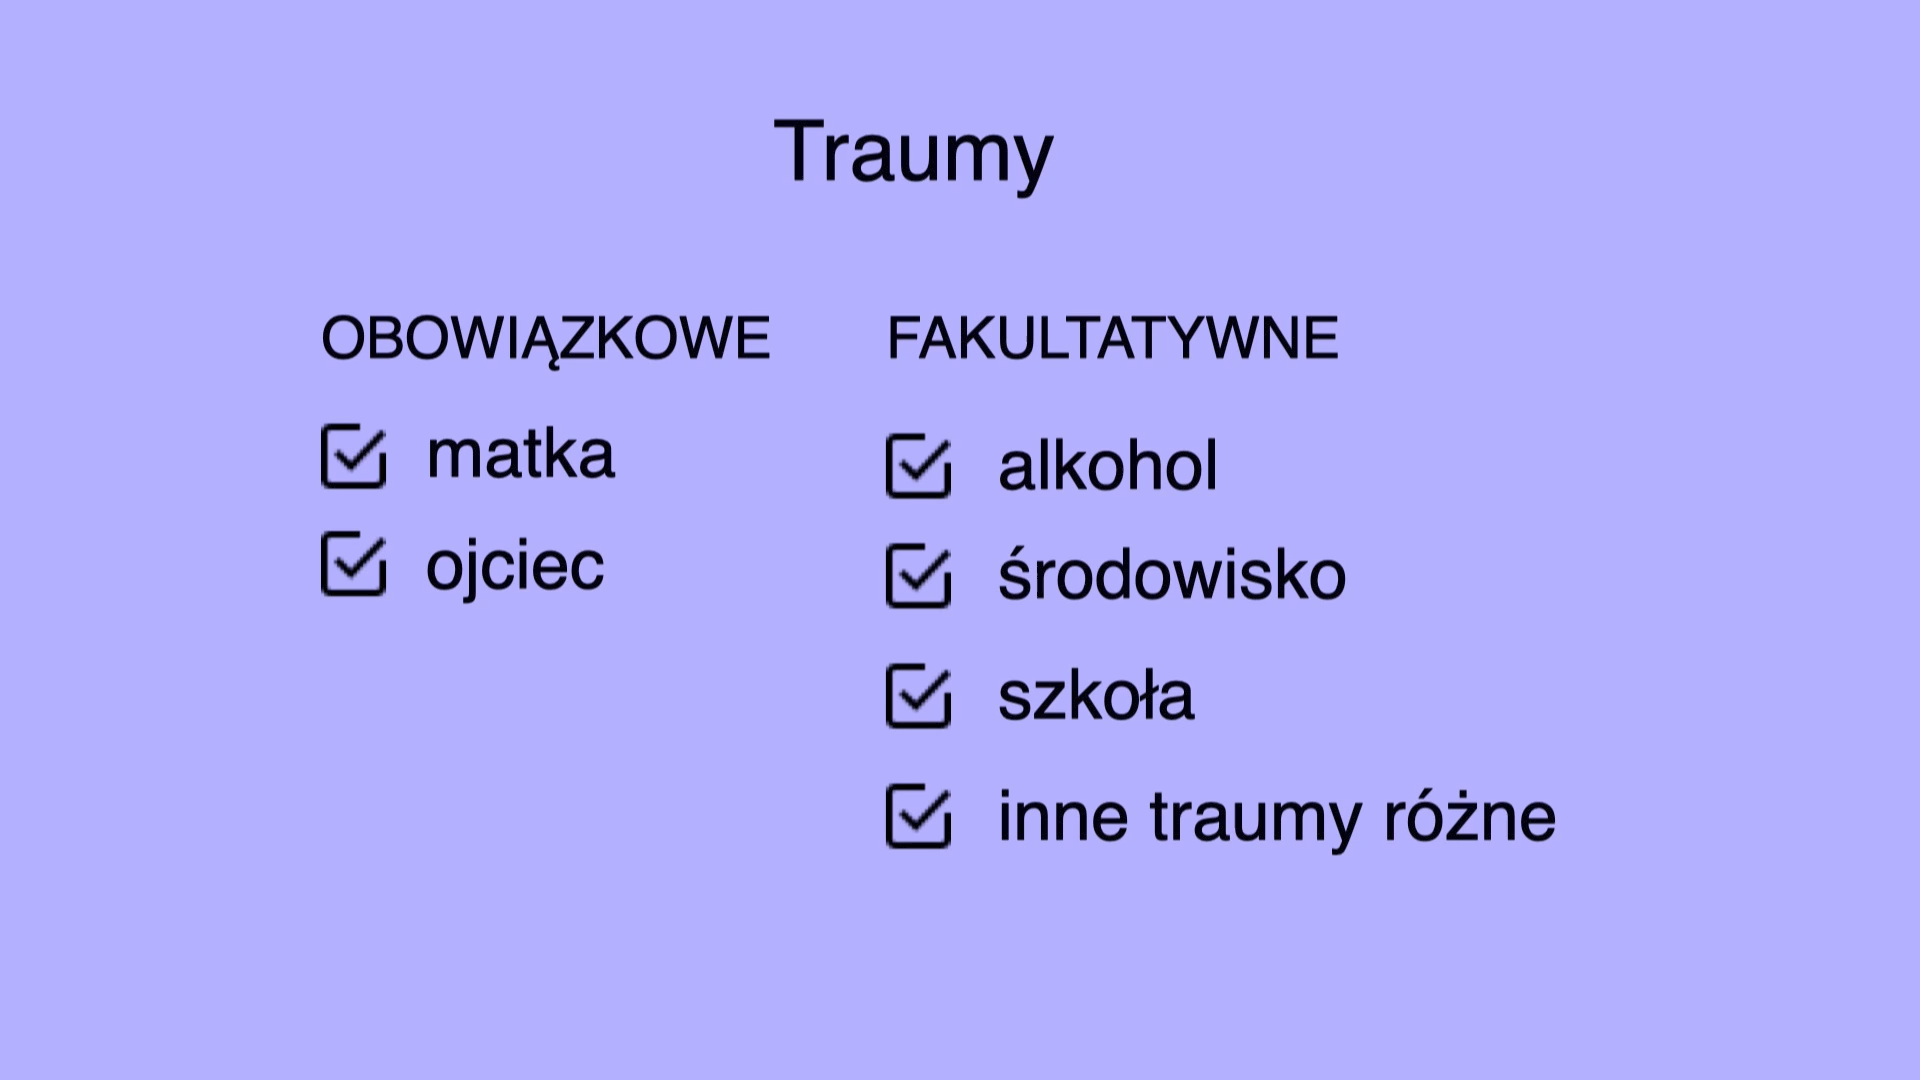 Traumy
OBOWIĄZKOWE
matka
ojciec
FAKULTATYWNE
alkohol
środowisko
szkoła
inne traumy różne